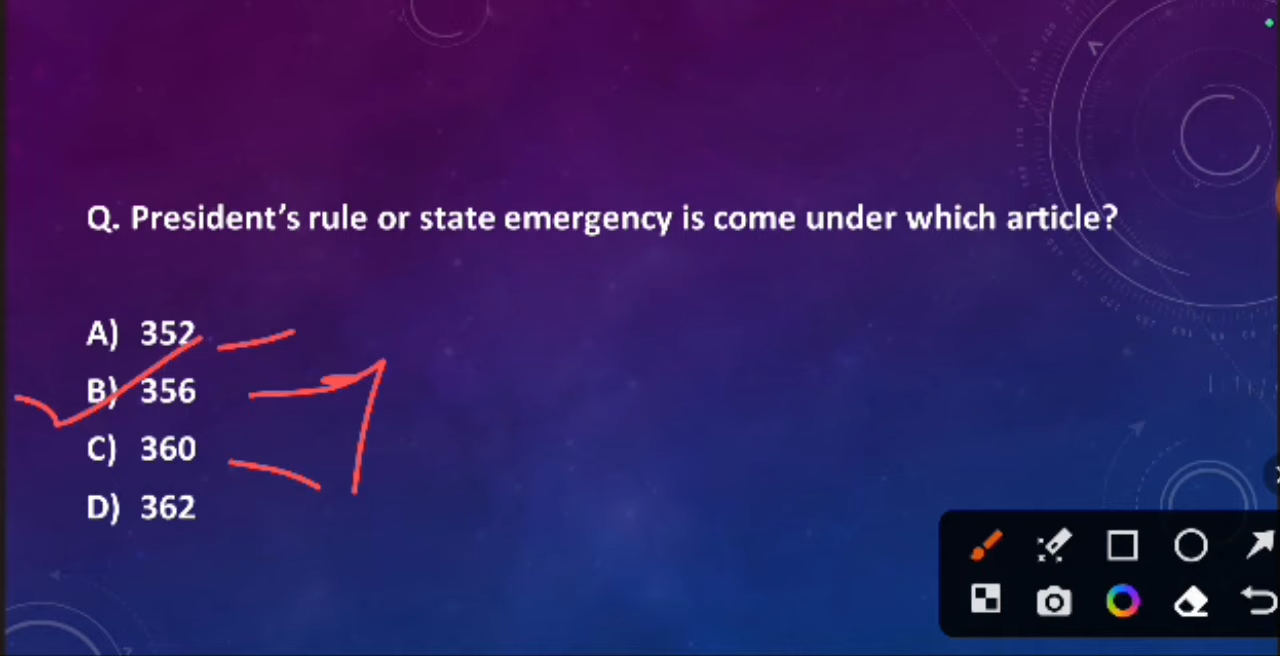 Q. President's rule or state emergency is come under which article?
A) 352
B) 356
C) 360
D) 362